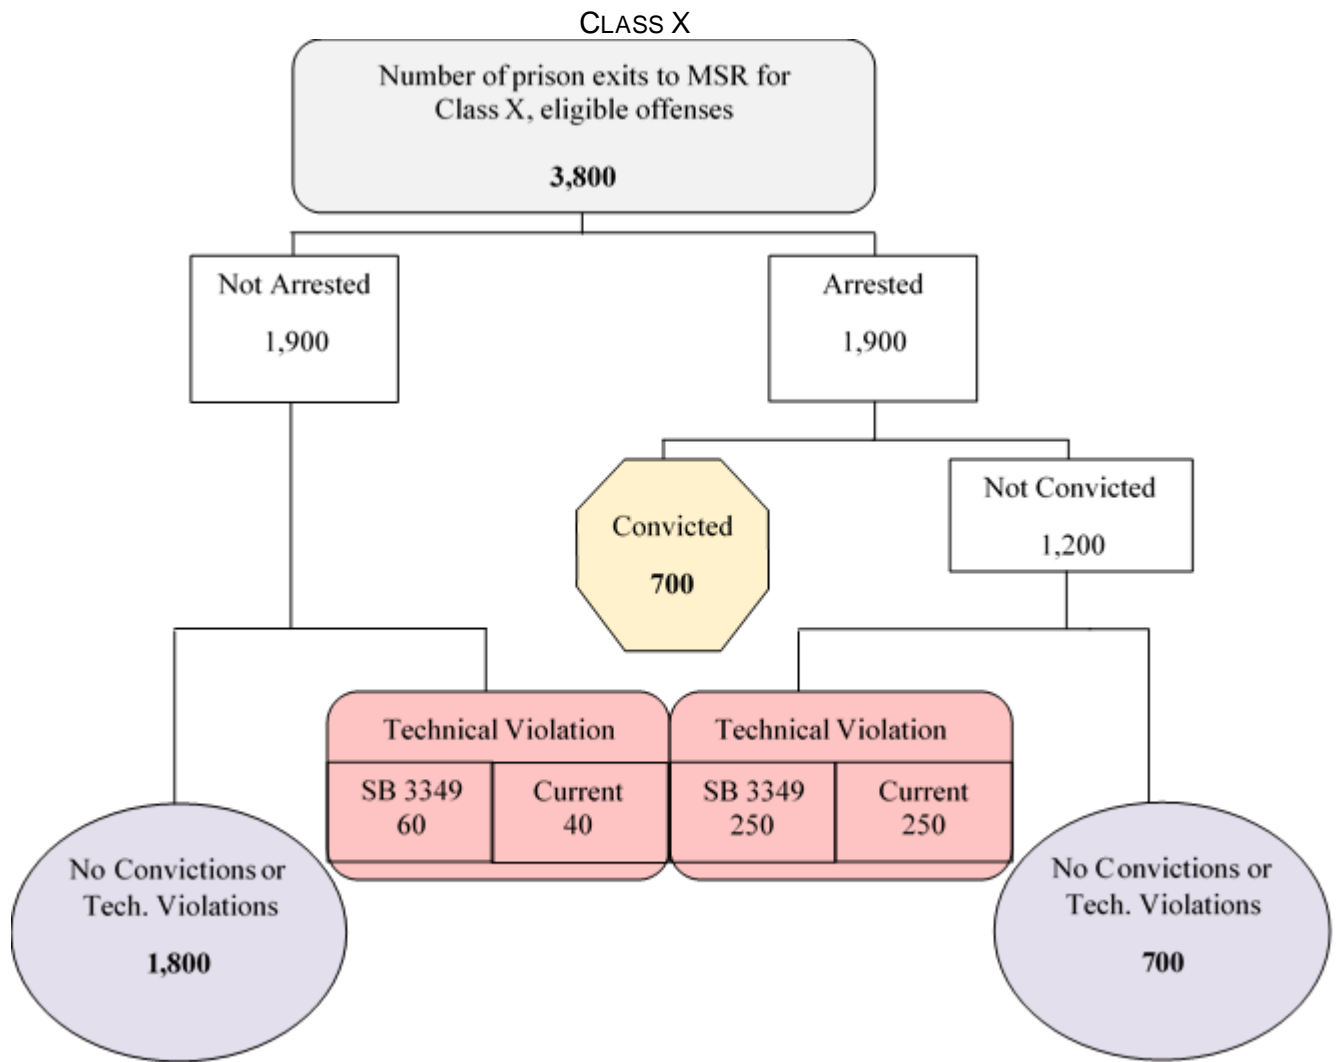 CLASS X
Number of prison exits to MSR for
Class X, eligible offenses
3,800
Not Arrested
1,900
Arrested
1,900
Convicted
700
Not Convicted
1,200
Technical Violation
SB 3349
60
Current
40
Technical Violation
SB 3349
250
Current
250
No Convictions or
Tech. Violations
1,800
No Convictions or
Tech. Violations
700